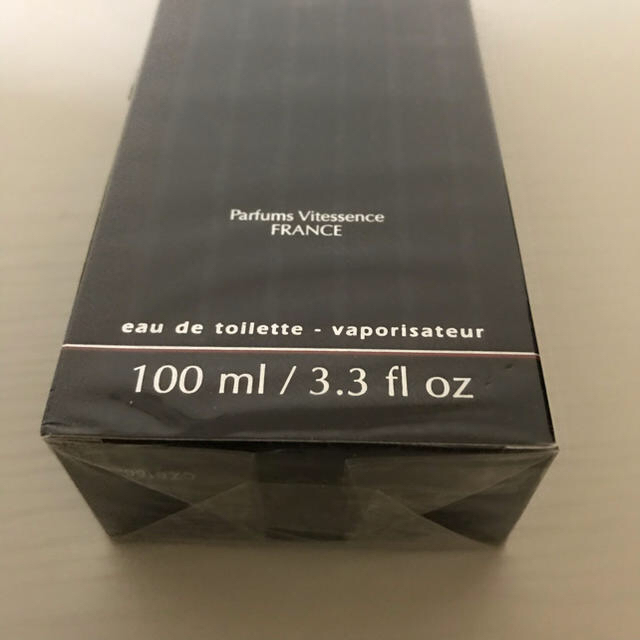 Parfums Vitessence
FRANCE
eau de toilette - vaporisateur
100 ml / 3.3 fl oz